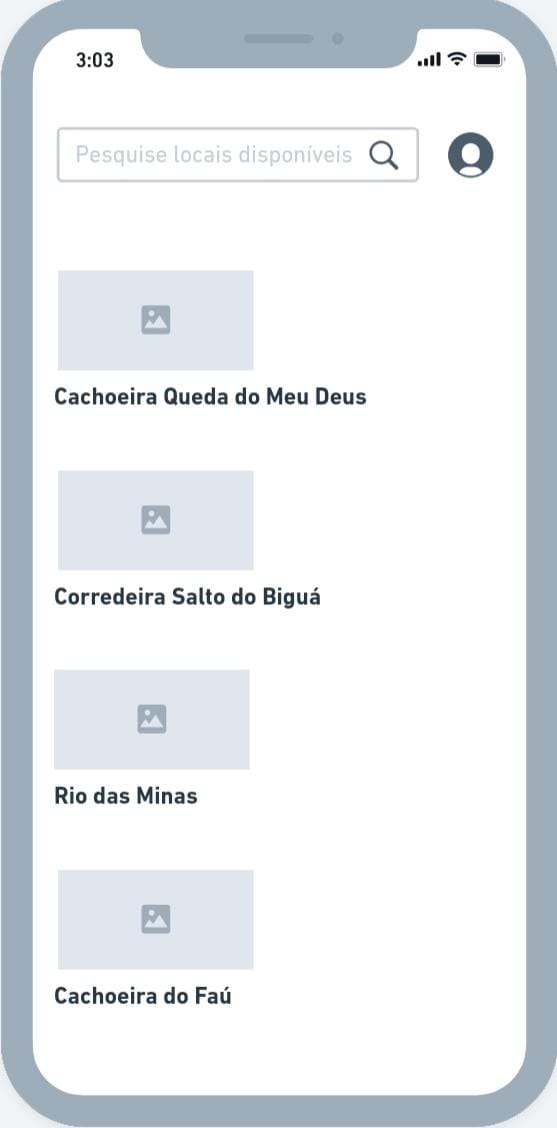 3:03
Pesquise locais disponíveis
Cachoeira Queda do Meu Deus
Corredeira Salto do Biguá
Rio das Minas
Cachoeira do Faú